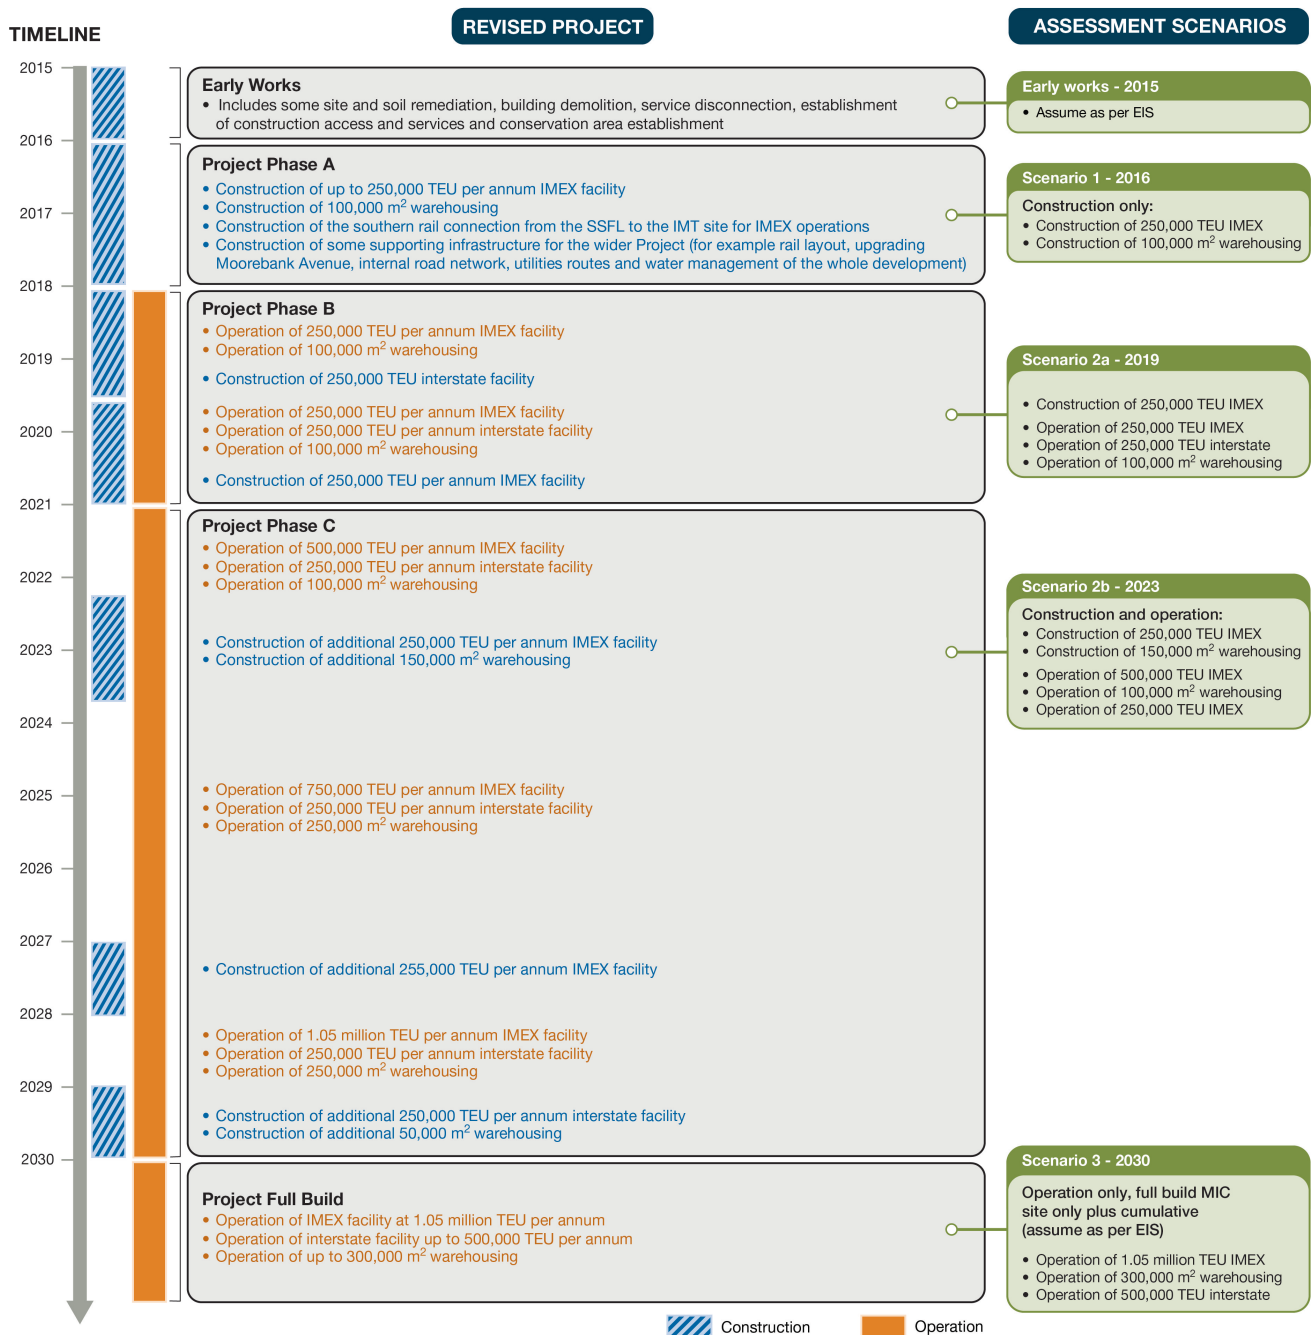 TIMELINE
REVISED PROJECT
ASSESSMENT SCENARIOS
2015
2016
2017
2018
2019
2020
2021
2022
2023
2024
2025
2026
2027
2028
2029
2030
Early Works
• Includes some site and soil remediation, building demolition, service disconnection, establishment
of construction access and services and conservation area establishment
Project Phase A
• Construction of up to 250,000 TEU per annum IMEX facility
• Construction of 100,000 m² warehousing
• Construction of the southern rail connection from the SSFL to the IMT site for IMEX operations
• Construction of some supporting infrastructure for the wider Project (for example rail layout, upgrading
Moorebank Avenue, internal road network, utilities routes and water management of the whole development)
Project Phase B
• Operation of 250,000 TEU per annum IMEX facility
• Operation of 100,000 m² warehousing
• Construction of 250,000 TEU interstate facility
• Operation of 250,000 TEU per annum IMEX facility
• Operation of 250,000 TEU per annum interstate facility
• Operation of 100,000 m² warehousing
• Construction of 250,000 TEU per annum IMEX facility
Project Phase C
• Operation of 500,000 TEU per annum IMEX facility
• Operation of 250,000 TEU per annum interstate facility
• Operation of 100,000 m² warehousing
• Construction of additional 250,000 TEU per annum IMEX facility
• Construction of additional 150,000 m² warehousing
• Operation of 750,000 TEU per annum IMEX facility
• Operation of 250,000 TEU per annum interstate facility
• Operation of 250,000 m² warehousing
• Construction of additional 255,000 TEU per annum IMEX facility
• Operation of 1.05 million TEU per annum IMEX facility
• Operation of 250,000 TEU per annum interstate facility
• Operation of 250,000 m² warehousing
• Construction of additional 250,000 TEU per annum interstate facility
• Construction of additional 50,000 m² warehousing
Project Full Build
• Operation of IMEX facility at 1.05 million TEU per annum
• Operation of interstate facility up to 500,000 TEU per annum
• Operation of up to 300,000 m² warehousing
Early works - 2015
• Assume as per EIS
Scenario 1 - 2016
Construction only:
• Construction of 250,000 TEU IMEX
• Construction of 100,000 m² warehousing
Scenario 2a - 2019
• Construction of 250,000 TEU IMEX
• Operation of 250,000 TEU IMEX
• Operation of 250,000 TEU interstate
• Operation of 100,000 m² warehousing
Scenario 2b - 2023
Construction and operation:
• Construction of 250,000 TEU IMEX
• Construction of 150,000 m² warehousing
• Operation of 500,000 TEU IMEX
• Operation of 100,000 m² warehousing
• Operation of 250,000 TEU IMEX
Scenario 3 - 2030
Operation only, full build MIC
site only plus cumulative
(assume as per EIS)
• Operation of 1.05 million TEU IMEX
• Operation of 300,000 m² warehousing
• Operation of 500,000 TEU interstate
Construction
Operation